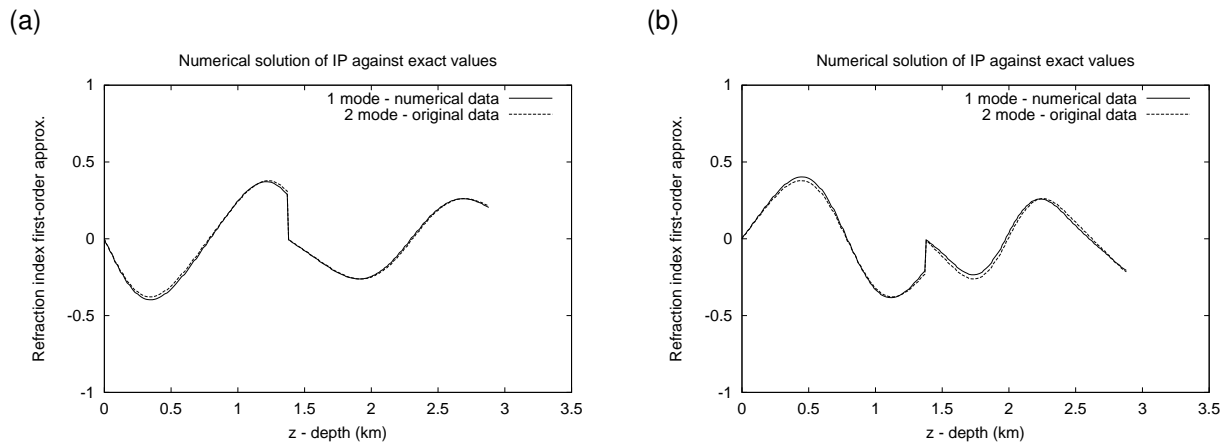 (a)
Numerical solution of IP against exact values
1 mode - numerical data
2 mode - original data
Refraction index first-order approx.
1
0.5
0
-0.5
-1
0 0.5 1 1.5 2 2.5 3 3.5
z - depth (km)
(b)
Numerical solution of IP against exact values
1 mode - numerical data
2 mode - original data
Refraction index first-order approx.
1
0.5
0
-0.5
-1
0 0.5 1 1.5 2 2.5 3 3.5
z - depth (km)